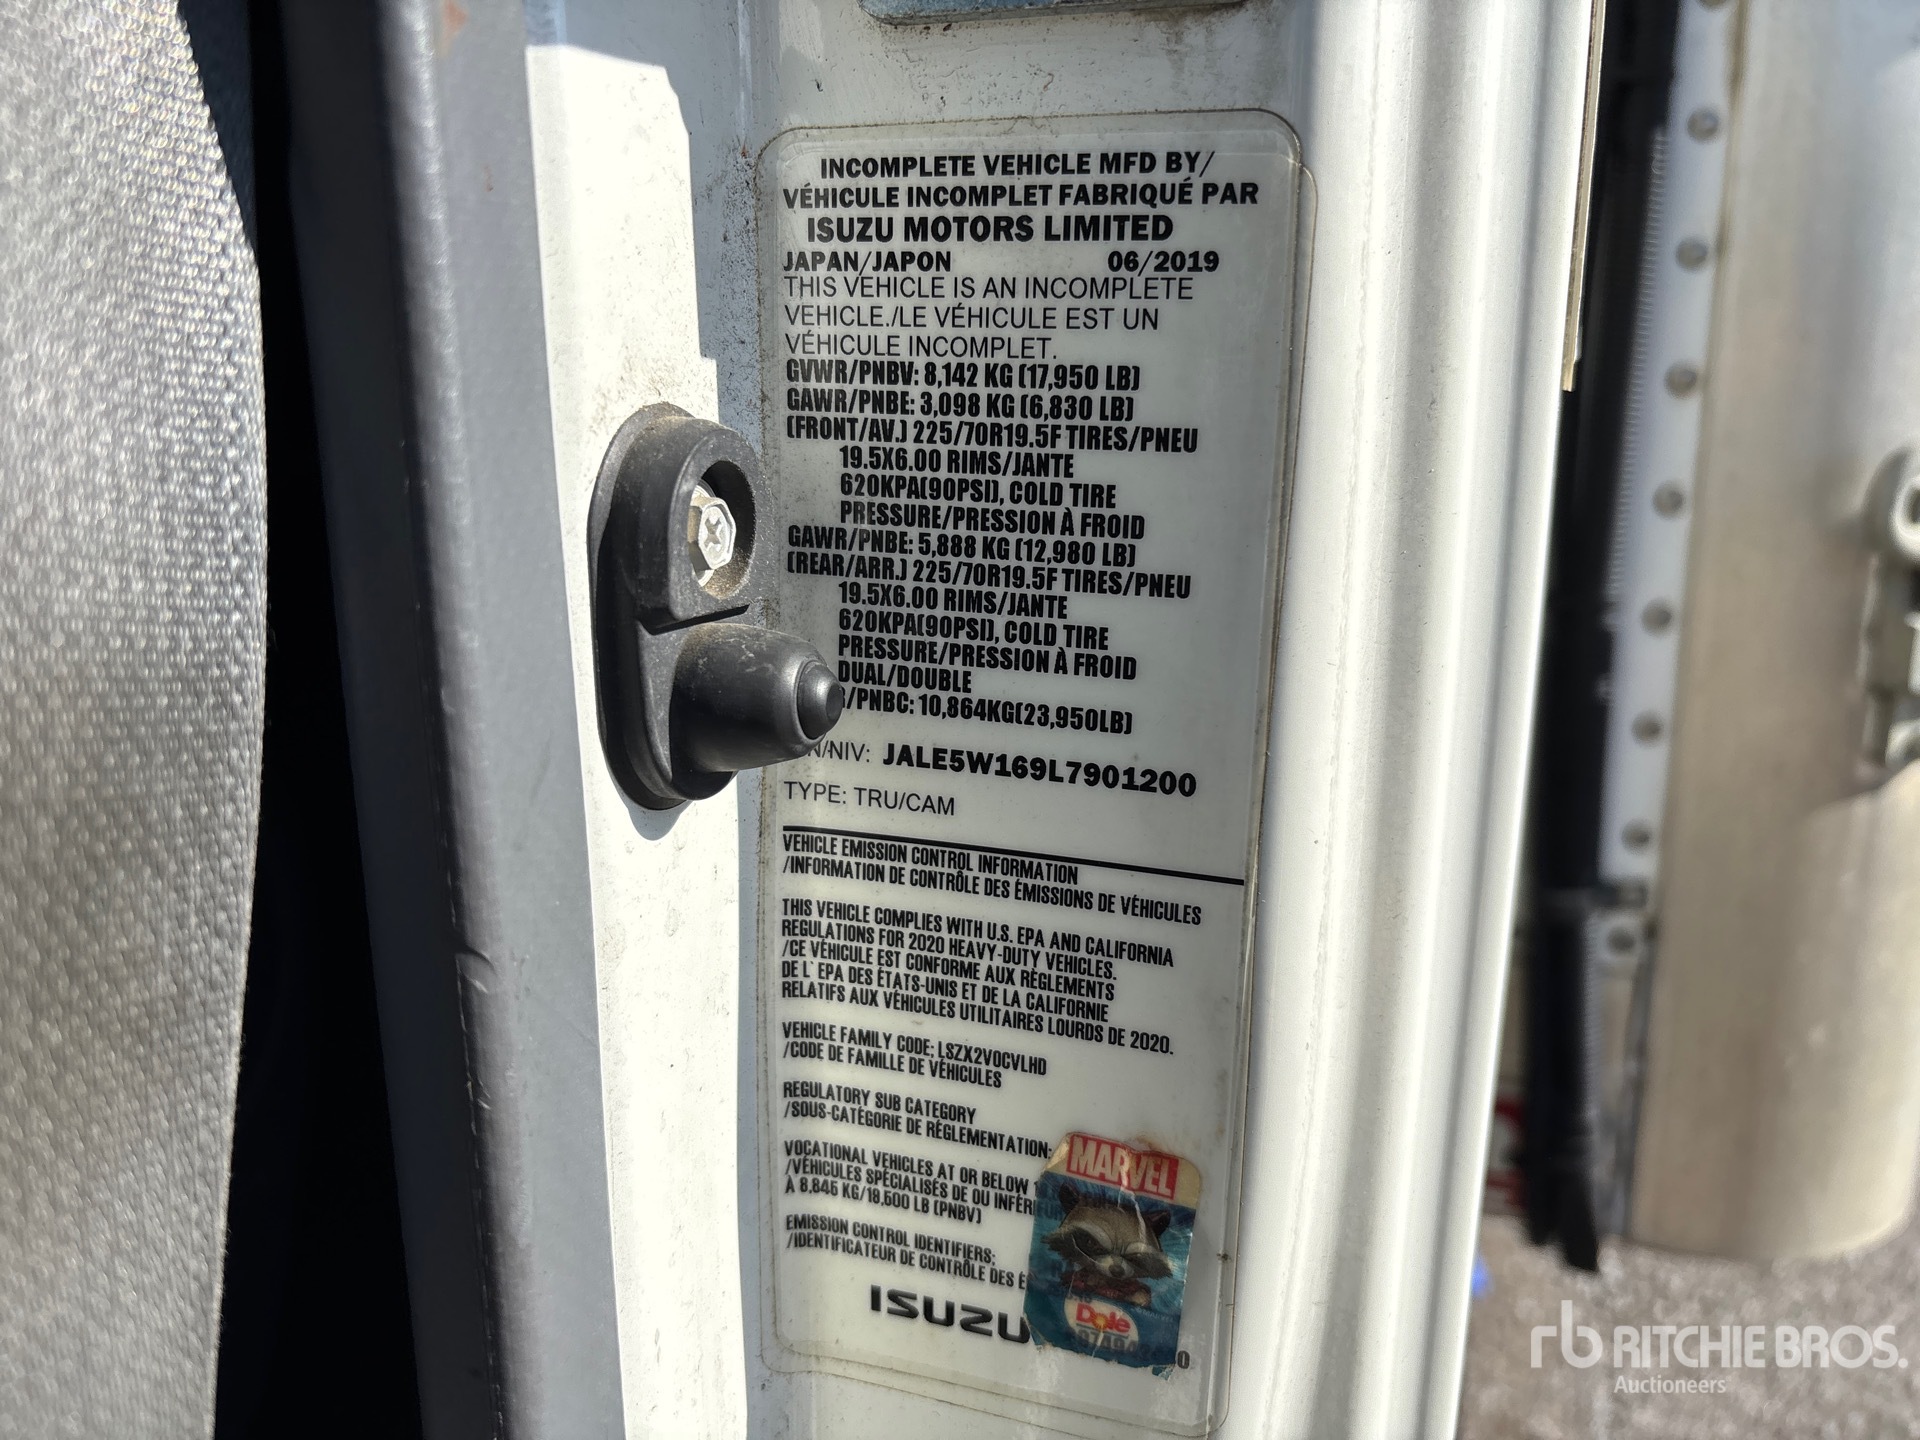 INCOMPLETE VEHICLE MFD BY/
VÉHICULE INCOMPLET FABRIQUÉ PAR
ISUZU MOTORS LIMITED
JAPAN/JAPON 06/2019
THIS VEHICLE IS AN INCOMPLETE
VEHICLE./LE VÉHICULE EST UN
VÉHICULE INCOMPLET.
GVWR/PNBV: 8,142 KG (17,950 LB)
GAWR/PNBE: 3,098 KG (6,830 LB)
(FRONT/AV.) 225/70R19.5F TIRES/PNEU
19.5X6.00 RIMS/JANTE
620KPA(90PSI), COLD TIRE
PRESSURE/PRESSION À FROID
GAWR/PNBE: 5,888 KG (12,980 LB)
(REAR/ARR.) 225/70R19.5F TIRES/PNEU
19.5X6.00 RIMS/JANTE
620KPA(90PSI), COLD TIRE
PRESSURE/PRESSION À FROID
DUAL/DOUBLE
/PNBC: 10,864KG(23,950LB)
/NIV: JALE5W169L7901200
TYPE: TRU/CAM
VEHICLE EMISSION CONTROL INFORMATION
/INFORMATION DE CONTRÔLE DES ÉMISSIONS DE VÉHICULES
THIS VEHICLE COMPLIES WITH U.S. EPA AND CALIFORNIA
REGULATIONS FOR 2020 HEAVY-DUTY VEHICLES.
/CE VÉHICULE EST CONFORME AUX RÈGLEMENTS
DE L' EPA DES ÉTATS-UNIS ET DE LA CALIFORNIE
RELATIFS AUX VÉHICULES UTILITAIRES LOURDS DE 2020.
VEHICLE FAMILY CODE: LSZX2VOCVLHD
/CODE DE FAMILLE DE VÉHICULES
REGULATORY SUB CATEGORY
/SOUS-CATÉGORIE DE RÉGLEMENTATION:
VOCATIONAL VEHICLES AT OR BELOW
/VÉHICULES SPÉCIALISÉS DE OU INFÉRIEUR
À 8,845 KG/19,500 LB (PNBV)
EMISSION CONTROL IDENTIFIERS:
/IDENTIFICATEUR DE CONTRÔLE DES
ISUZU
MARVEL
Dole
rb RITCHIE BROS.
Auctioneers